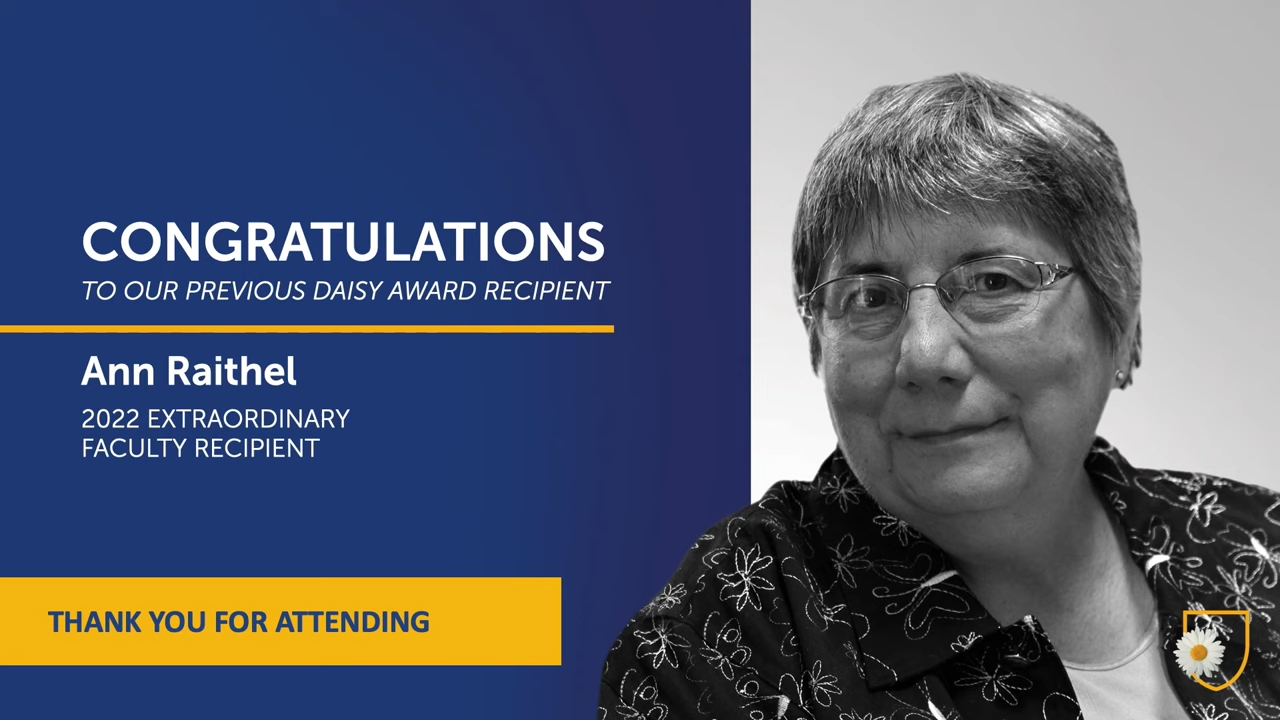 CONGRATULATIONS
TO OUR PREVIOUS DAISY AWARD RECIPIENT
Ann Raithel
2022 EXTRAORDINARY
FACULTY RECIPIENT
THANK YOU FOR ATTENDING